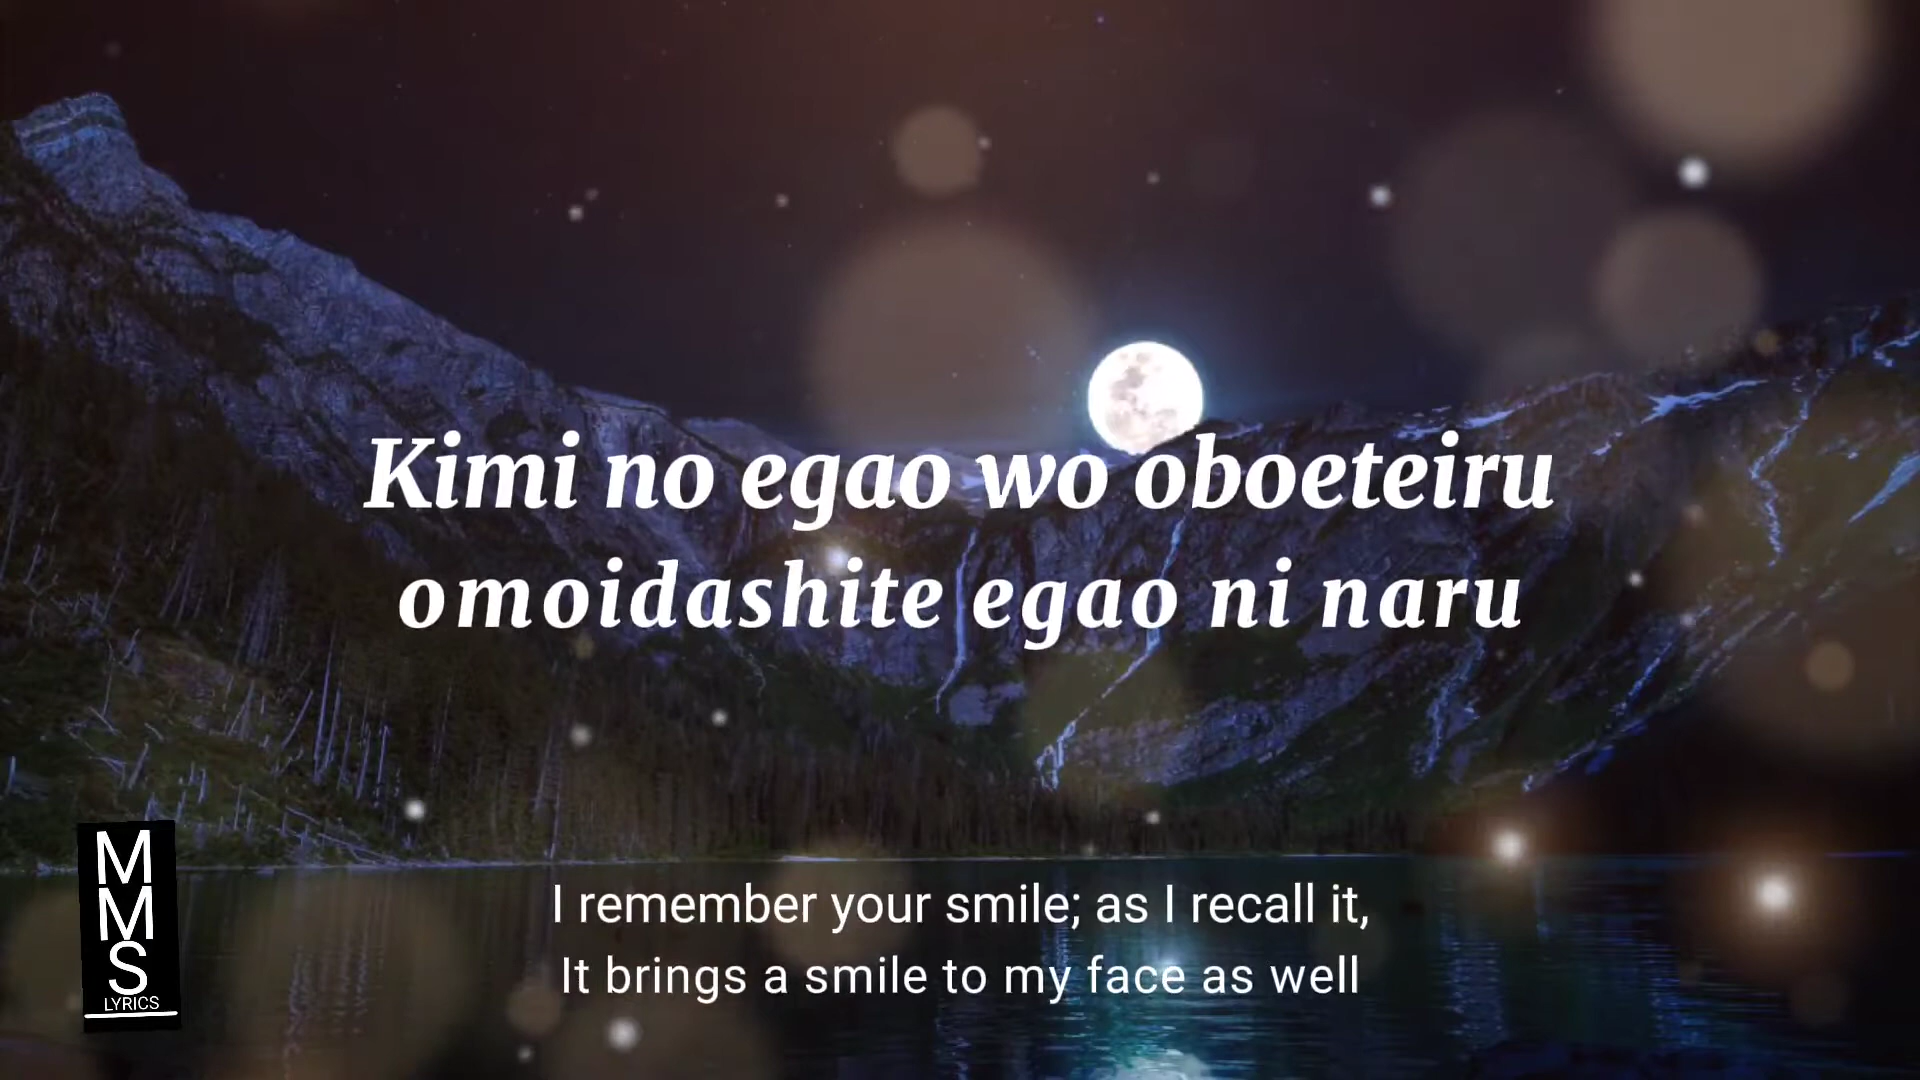 Kimi no egao wo oboeteiru
omoidashite egao ni naru
I remember your smile; as I recall it,
It brings a smile to my face as well
M
M
S
LYRICS